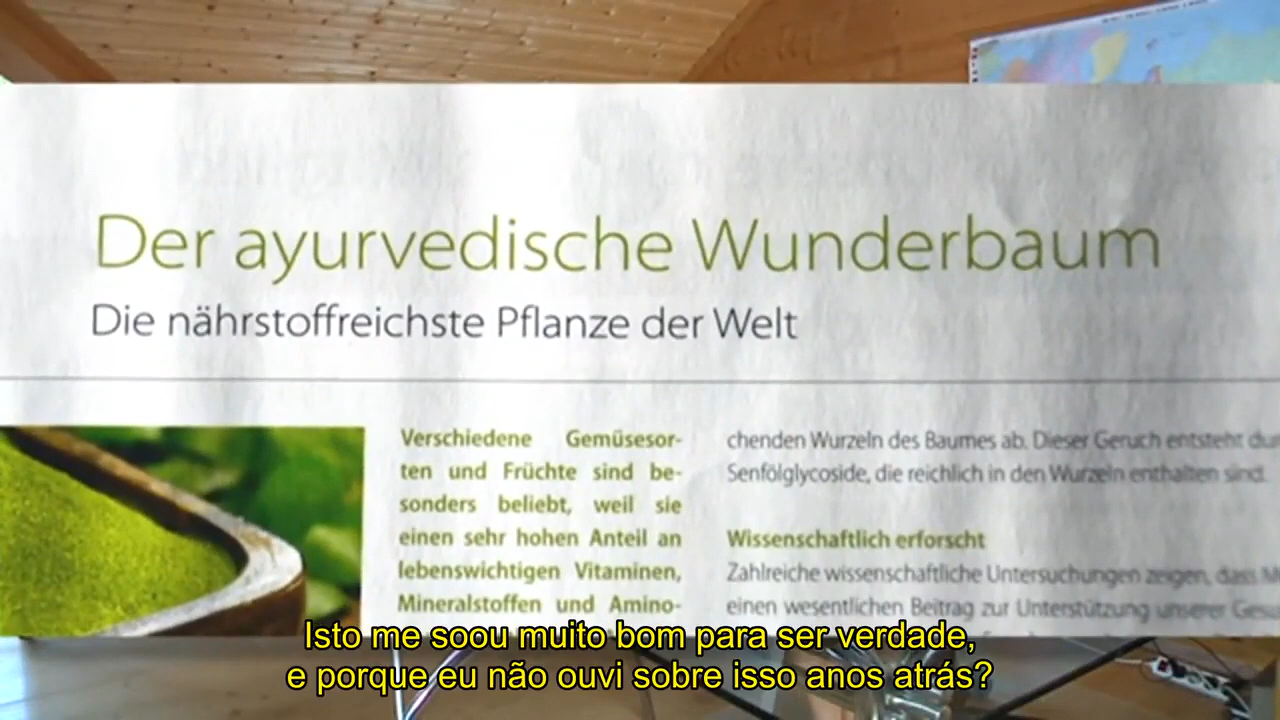 Der ayurvedische Wunderbaum
Die nährstoffreichste Pflanze der Welt
Verschiedene Gemüsesor-
ten und Früchte sind be-
sonders beliebt, weil sie
einen sehr hohen Anteil an
lebenswichtigen Vitaminen,
Mineralstoffen und Amino-
chenden Wurzeln des Baumes ab. Dieser Geruch entsteht
Senfölglycoside, die reichlich in den Wurzeln enthalten sind.
Wissenschaftlich erforscht
Zahlreiche wissenschaftliche Untersuchungen zeigen, dass
einen wesentlichen Beitrag zur Unterstützung unserer
Isto me soou muito bom para ser verdade,
e porque eu não ouvi sobre isso anos atrás?